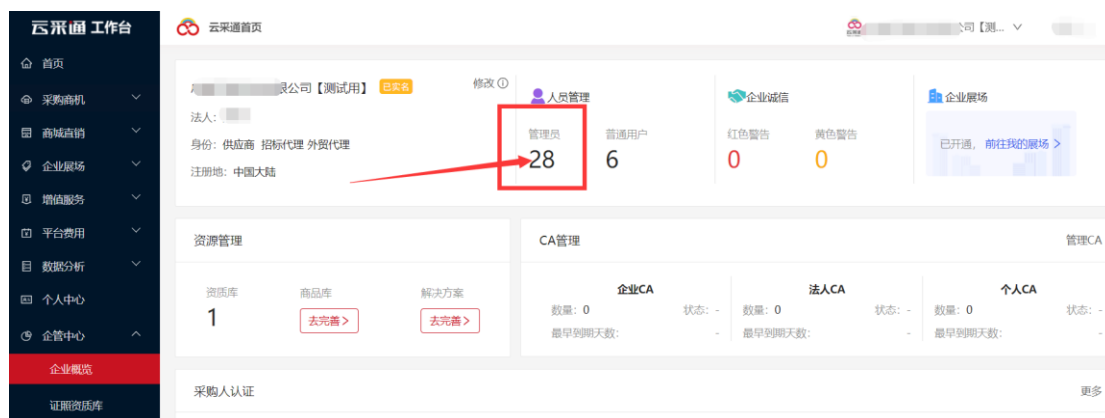 云采通 工作台
云采通首页
公司【测...
首页
采购商机
商城直销
企业展场
增值服务
平台费用
数据分析
个人中心
企管中心
企业概览
证照资质库
限公司【测试用】 已实名 修改
法人:
身份: 供应商 招标代理 外贸代理
注册地: 中国大陆
人员管理
管理员 普通用户
28 6
企业诚信
红色警告 黄色警告
0 0
企业展场
已开通, 前往我的展场 >
资源管理
资质库 商品库 解决方案
1 去完善> 去完善>
CA管理 管理CA
企业CA 法人CA 个人CA
数量: 0 状态: - 数量: 0 状态: - 数量: 0 状态: -
最早到期天数: - 最早到期天数: - 最早到期天数: -
采购人认证 更多